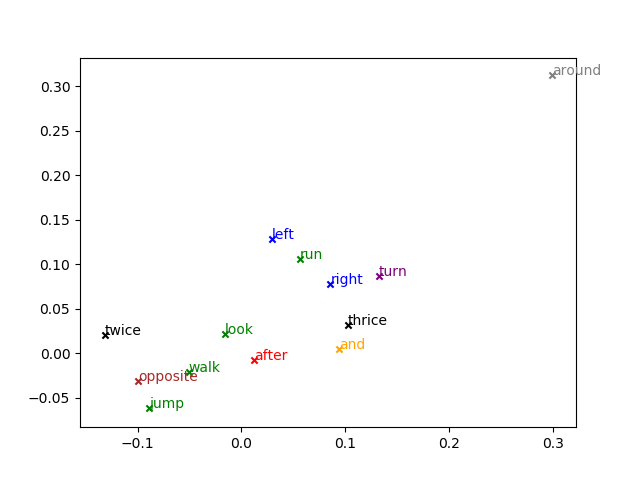 around
0.30
0.25
0.20
0.15
left
run
0.10
turn
right
0.05
thrice
twice
look
and
0.00
after
walk
opposite
−0.05
jump
−0.1
0.0
0.1
0.2
0.3